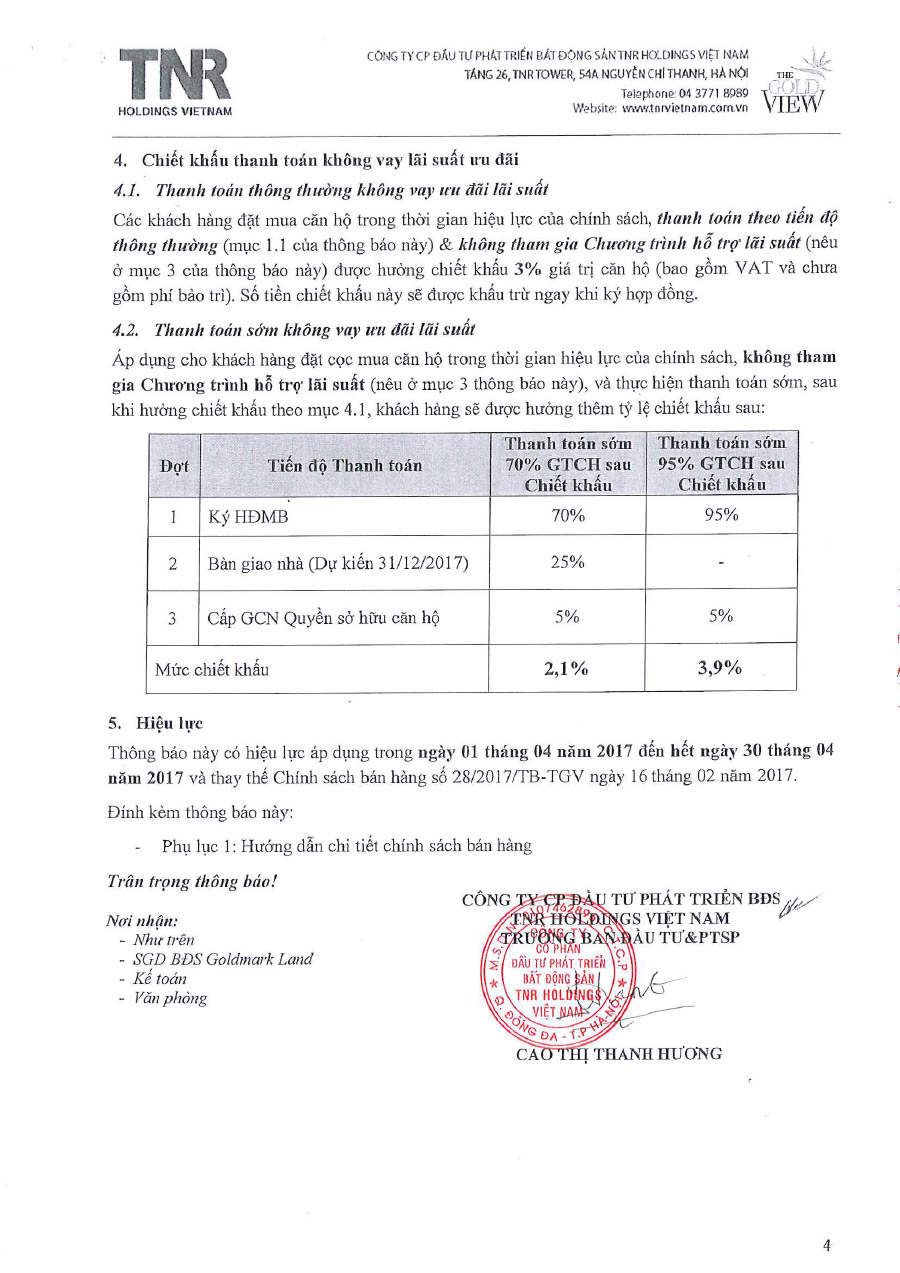 TNR
HOLDINGS VIETNAM
CÔNG TY CP ĐẦU TƯ PHÁT TRIỂN BẤT ĐỘNG SẢN TNR HOLDINGS VIỆT NAM
TẦNG 26, TNR TOWER, 54A NGUYỄN CHÍ THANH, HÀ NỘI
Telephone: 04 3771 8989
Website: www.tnrvietnam.com.vn
THE
GOLD
VIEW
4. Chiết khấu thanh toán không vay lãi suất ưu đãi
4.1. Thanh toán thông thường không vay ưu đãi lãi suất
Các khách hàng đặt mua căn hộ trong thời gian hiệu lực của chính sách, thanh toán theo tiến độ
thông thường (mục 1.1 của thông báo này) & không tham gia Chương trình hỗ trợ lãi suất (nêu
ở mục 3 của thông báo này) được hưởng chiết khấu 3% giá trị căn hộ (bao gồm VAT và chưa
gồm phí bảo trì). Số tiền chiết khấu này sẽ được khấu trừ ngay khi ký hợp đồng.
4.2. Thanh toán sớm không vay ưu đãi lãi suất
Áp dụng cho khách hàng đặt cọc mua căn hộ trong thời gian hiệu lực của chính sách, không tham
gia Chương trình hỗ trợ lãi suất (nêu ở mục 3 thông báo này), và thực hiện thanh toán sớm, sau
khi hưởng chiết khấu theo mục 4.1, khách hàng sẽ được hưởng thêm tỷ lệ chiết khấu sau:
Đợt Tiến độ Thanh toán Thanh toán sớm 70% GTCH sau Chiết khấu Thanh toán sớm 95% GTCH sau Chiết khấu
1 Ký HĐMB 70% 95%
2 Bàn giao nhà (Dự kiến 31/12/2017) 25% -
3 Cấp GCN Quyền sở hữu căn hộ 5% 5%
Mức chiết khấu 2,1% 3,9%
5. Hiệu lực
Thông báo này có hiệu lực áp dụng trong ngày 01 tháng 04 năm 2017 đến hết ngày 30 tháng 04
năm 2017 và thay thế Chính sách bán hàng số 28/2017/TB-TGV ngày 16 tháng 02 năm 2017.
Đính kèm thông báo này:
- Phụ lục 1: Hướng dẫn chi tiết chính sách bán hàng
Trân trọng thông báo!
Nơi nhận:
- Như trên
- SGD BĐS Goldmark Land
- Kế toán
- Văn phòng
CÔNG TY CP ĐẦU TƯ PHÁT TRIỂN BĐS
TNR HOLDINGS VIỆT NAM
TRƯỞNG BAN ĐẦU TƯ&PTSP
CÔNG TY
CỔ PHẦN
ĐẦU TƯ PHÁT TRIỂN
BẤT ĐỘNG SẢN
TNR HOLDINGS
VIỆT NAM
Q. ĐỐNG ĐA - T.P HÀ NỘI
CAO THỊ THANH HƯƠNG
4